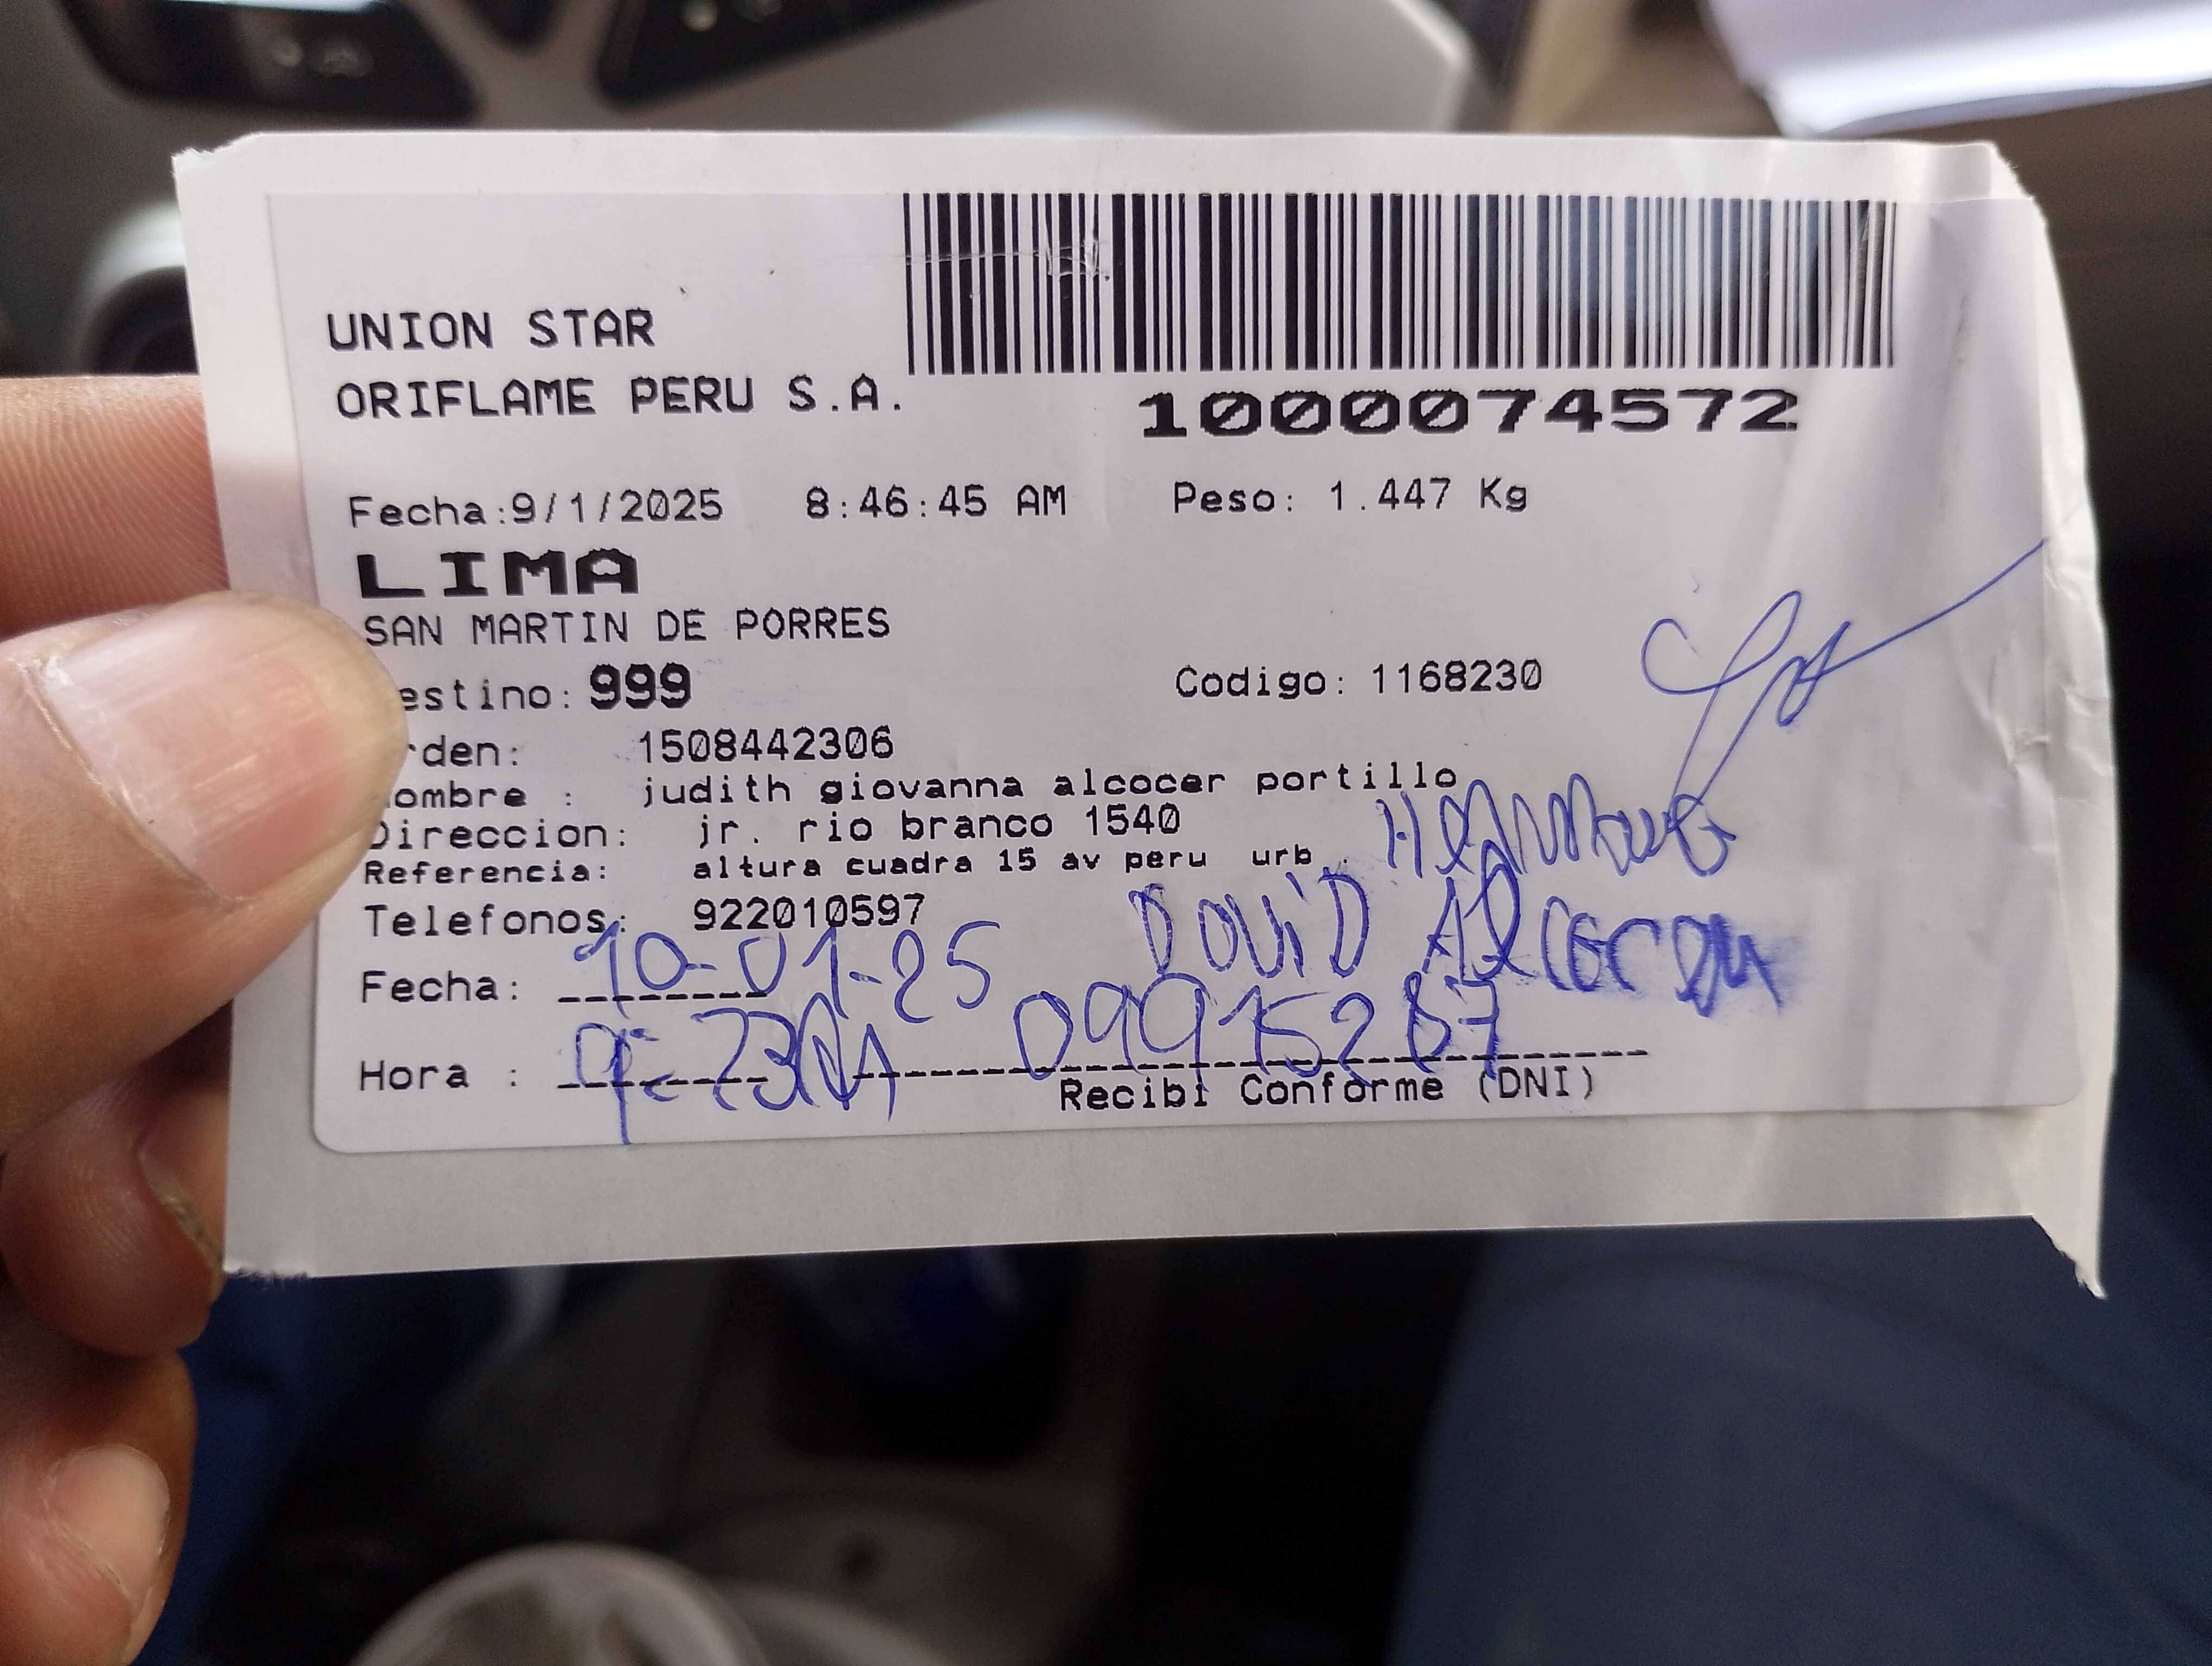 UNION STAR
ORIFLAME PERU S.A.
1000074572
Fecha:9/1/2025 8:46:45 AM Peso: 1.447 Kg
LIMA
SAN MARTIN DE PORRES
estino: 999 Codigo: 1168230
rden: 1508442306
ombre : judith giovanna alcocer portillo
Direccion: jr. rio branco 1540
Referencia: altura cuadra 15 av peru urb.
HERMANO
Telefonos: 922010597
DAVID
Fecha: 10-01-25
Hora :
Recibi Conforme (DNI)